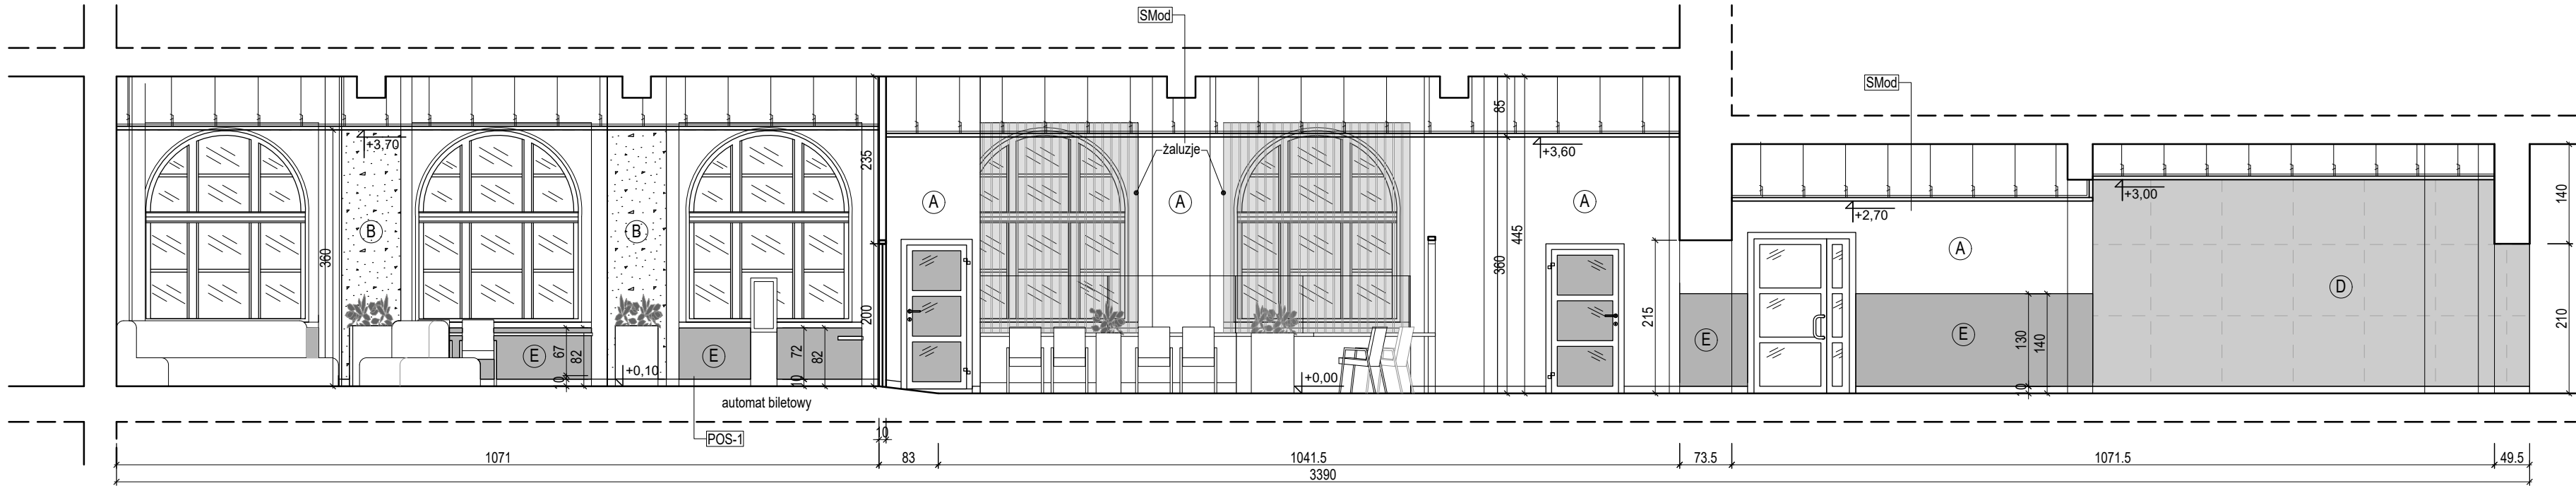 SMod
SMod
85
+3,70
+3,60
żaluzje
235
140
+3,00
A
A
A
+2,70
B
B
360
445
360
A
D
200
215
210
E
67
82
10
E
72
82
10
E
E
130
140
10
+0,10
+0,00
automat biletowy
POS-1
10
1071
83
1041.5
73.5
1071.5
49.5
3390